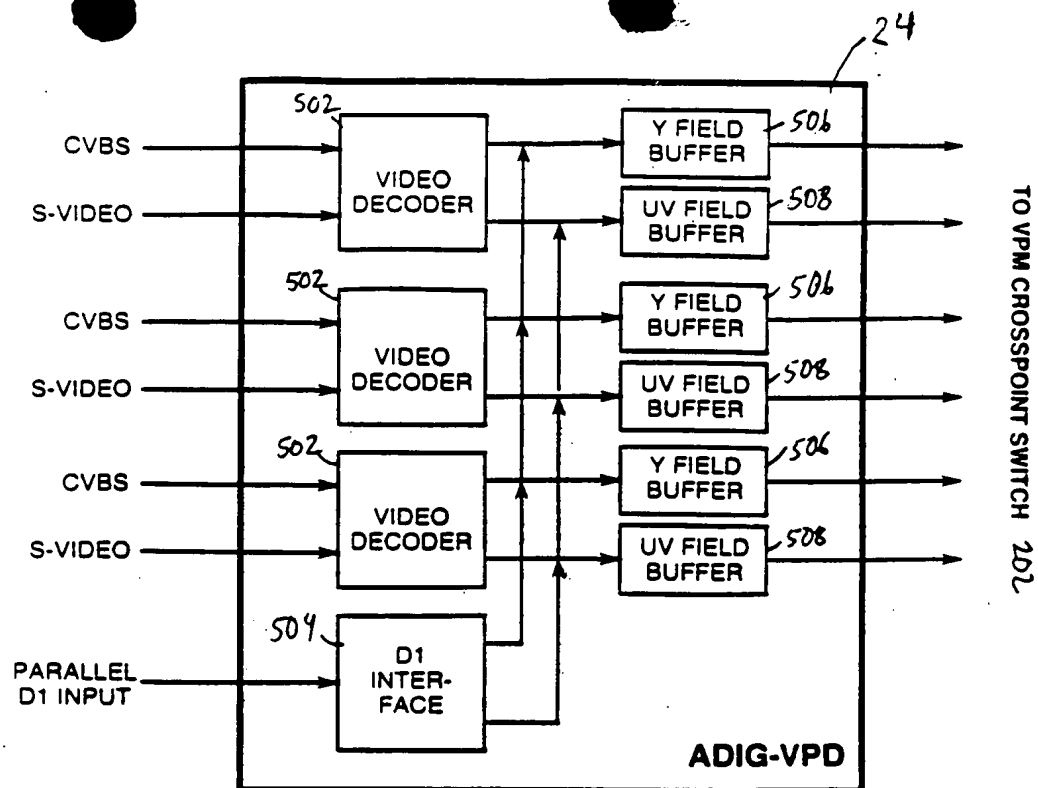 24
502
CVBS
S-VIDEO
VIDEO
DECODER
Y FIELD
BUFFER
506
UV FIELD
BUFFER
508
502
CVBS
S-VIDEO
VIDEO
DECODER
Y FIELD
BUFFER
506
UV FIELD
BUFFER
508
502
CVBS
S-VIDEO
VIDEO
DECODER
Y FIELD
BUFFER
506
UV FIELD
BUFFER
508
504
PARALLEL
D1 INPUT
D1
INTER-
FACE
ADIG-VPD
TO VPM CROSSPOINT SWITCH 202